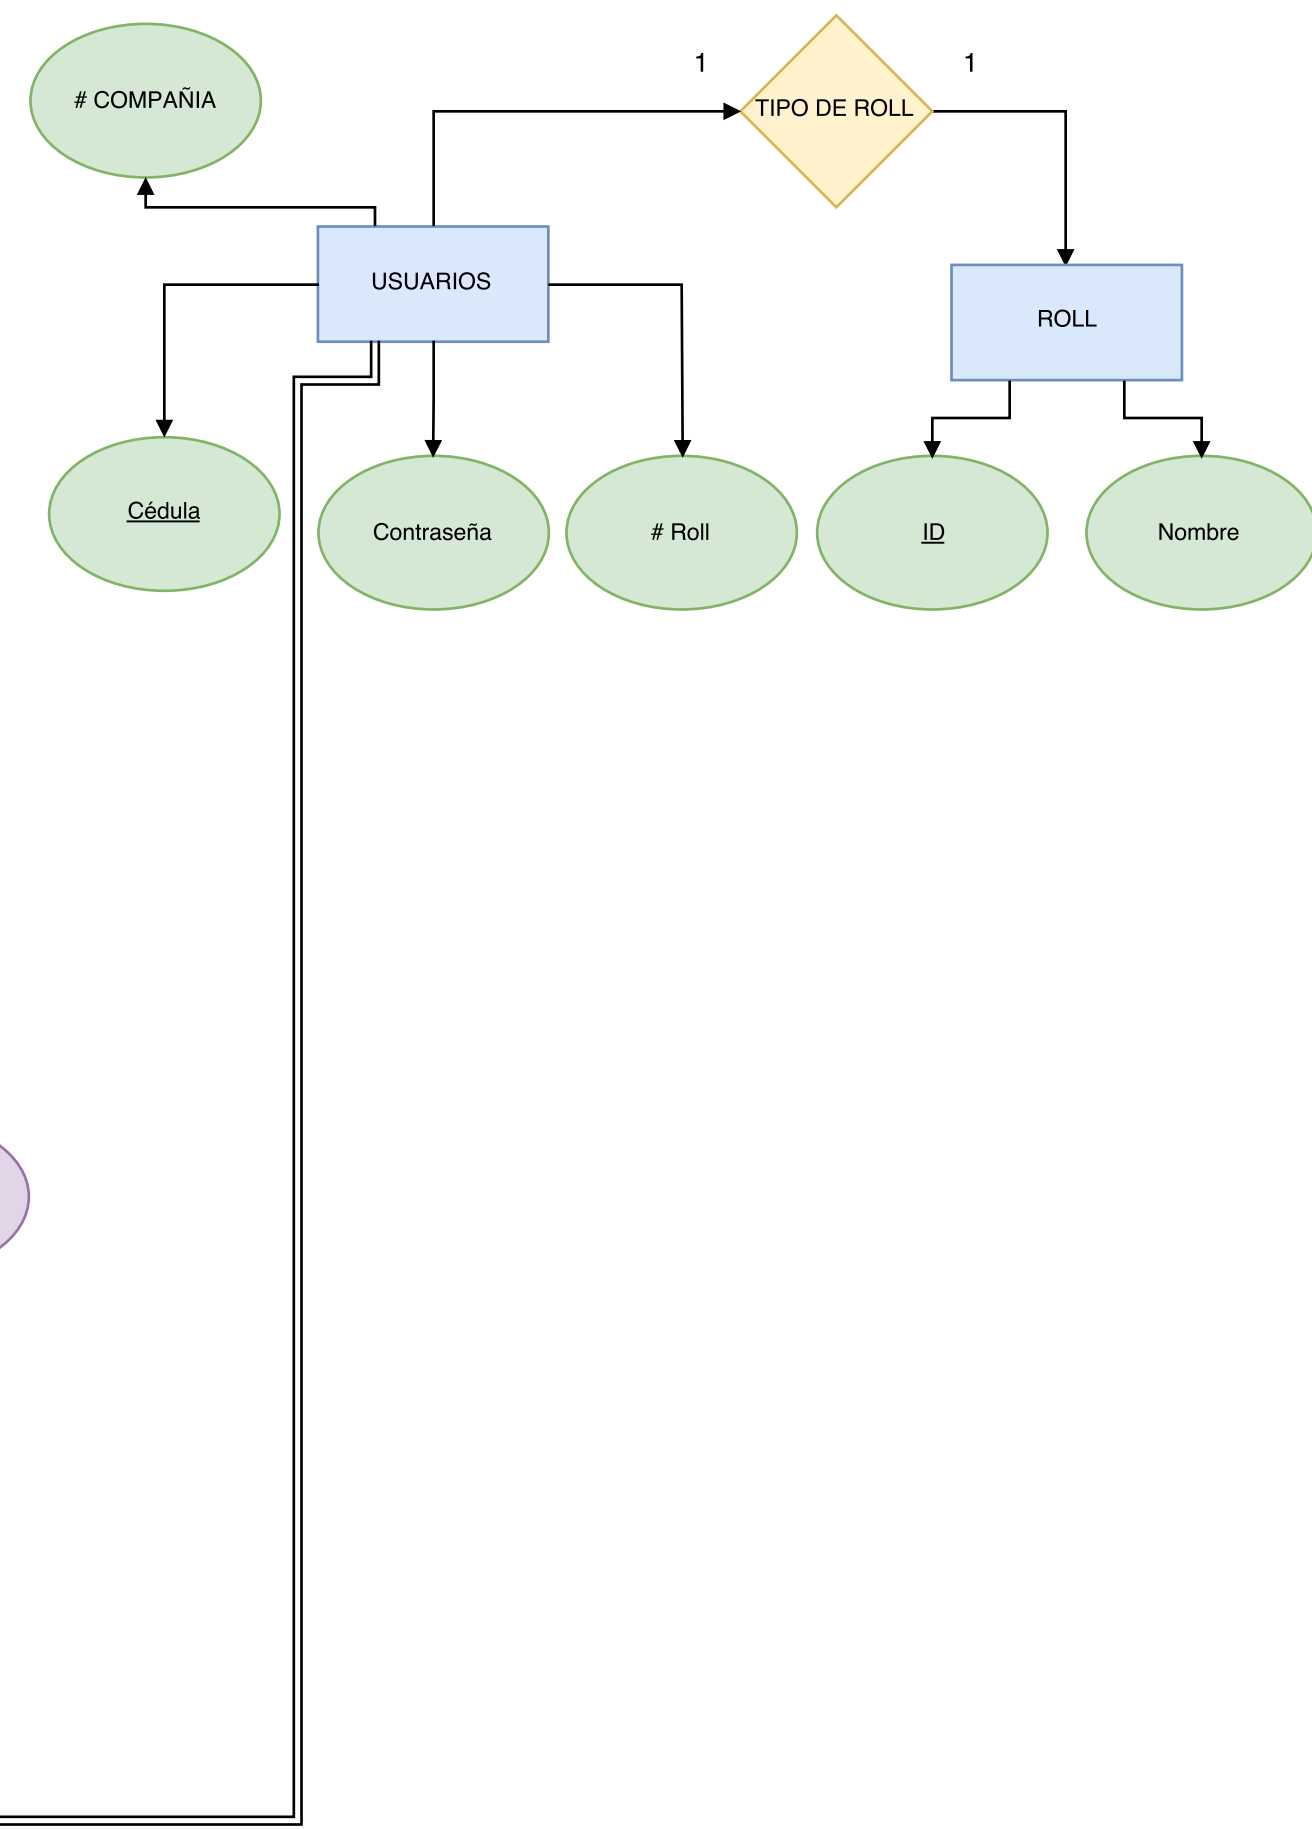 1
1
# COMPAÑIA
TIPO DE ROLL
USUARIOS
ROLL
Cédula
Contraseña
# Roll
ID
Nombre